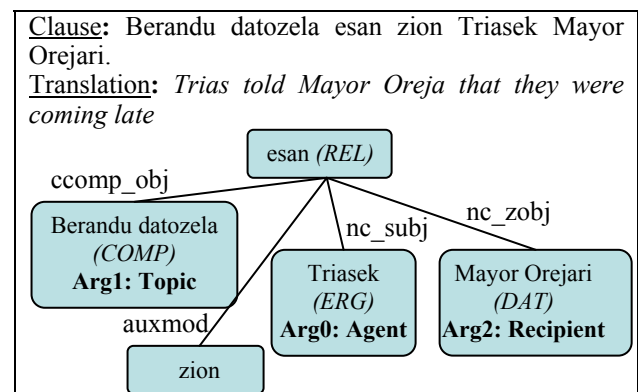 Clause: Berandu datozela esan zion Triasek Mayor
Orejari.
Translation: Trias told Mayor Oreja that they were
coming late
esan (REL)
ccomp_obj
nc_subj
nc_zobj
Berandu datozela
(COMP)
Arg1: Topic
Triasek
(ERG)
Arg0: Agent
Mayor Orejari
(DAT)
Arg2: Recipient
auxmod
zion